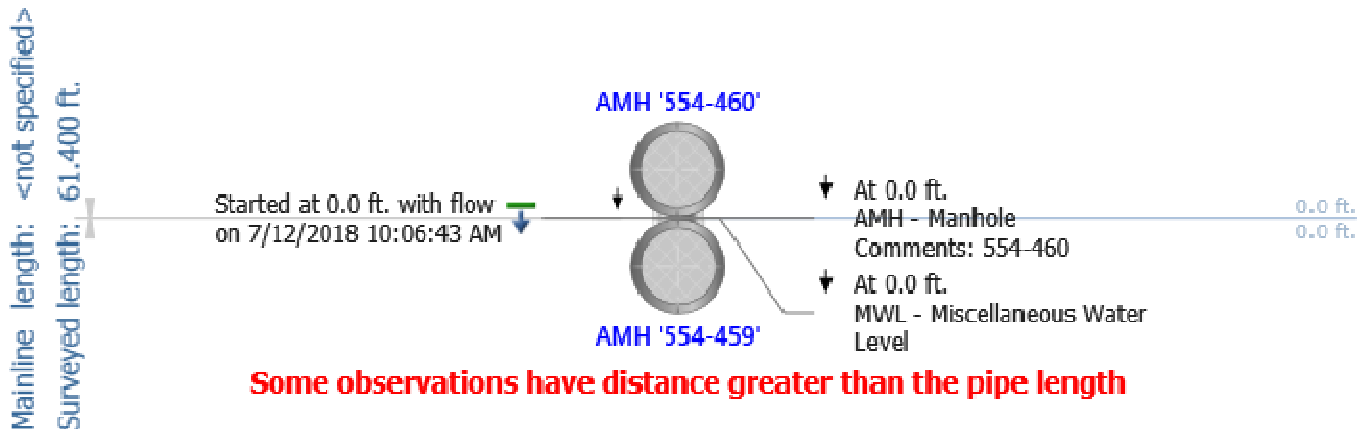 Mainline length: <not specified>
Surveyed length: 61.400 ft.
AMH '554-460'
Started at 0.0 ft. with flow
on 7/12/2018 10:06:43 AM
At 0.0 ft.
AMH - Manhole
Comments: 554-460
0.0 ft.
0.0 ft.
At 0.0 ft.
MWL - Miscellaneous Water
Level
AMH '554-459'
Some observations have distance greater than the pipe length